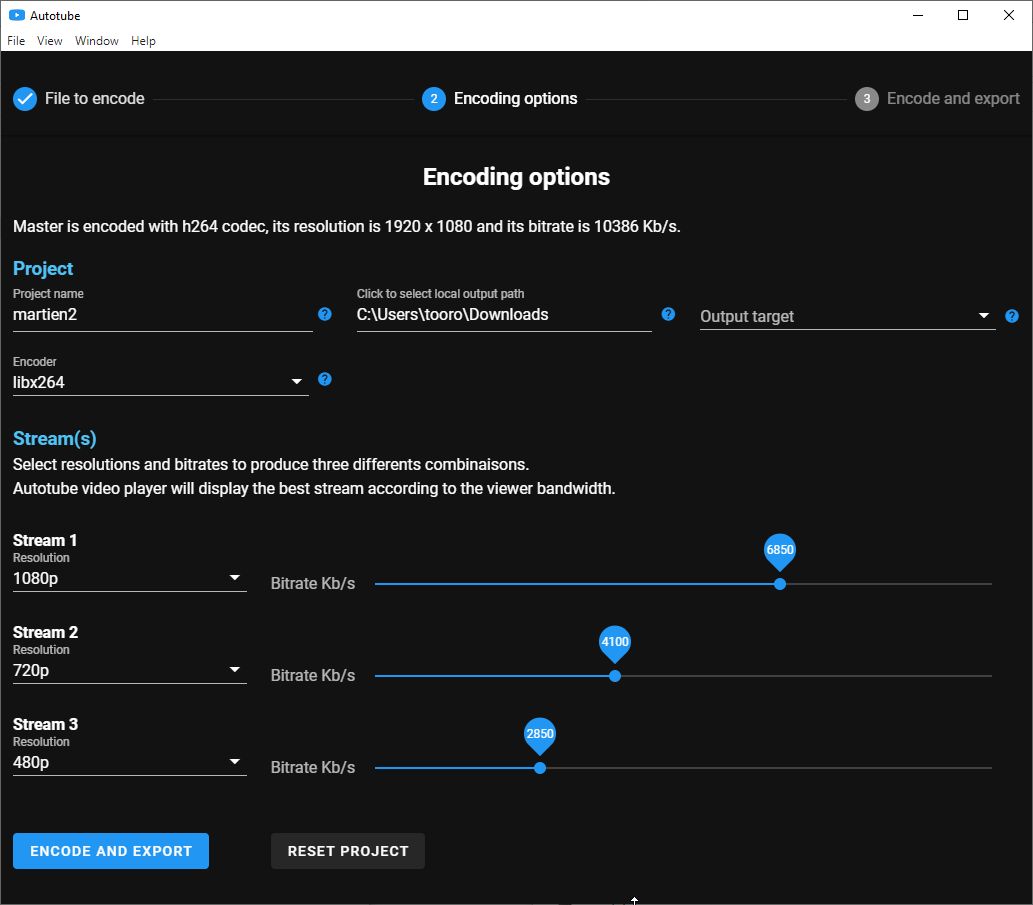 Autotube
File View Window Help
File to encode
2 Encoding options
3 Encode and export
Encoding options
Master is encoded with h264 codec, its resolution is 1920 x 1080 and its bitrate is 10386 Kb/s.
Project
Project name
martien2
?
Click to select local output path
C:\Users\tooro\Downloads
?
Output target
?
Encoder
libx264
?
Stream(s)
Select resolutions and bitrates to produce three differents combinaisons.
Autotube video player will display the best stream according to the viewer bandwidth.
Stream 1
Resolution
1080p
Bitrate Kb/s
6850
Stream 2
Resolution
720p
Bitrate Kb/s
4100
Stream 3
Resolution
480p
Bitrate Kb/s
2850
ENCODE AND EXPORT
RESET PROJECT